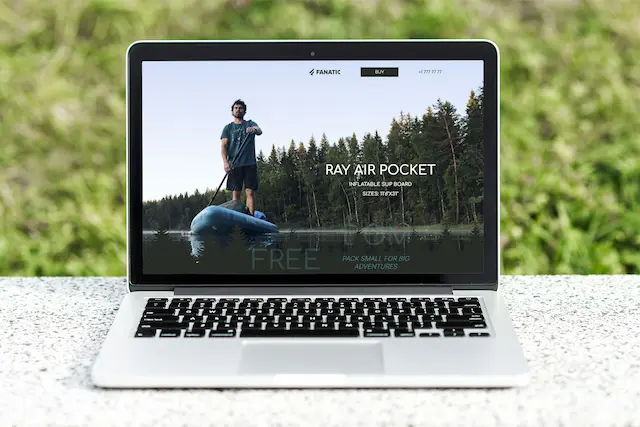 FANATIC
BUY
+1 777 77 77
RAY AIR POCKET
INFLATABLE SUP BOARD
SIZES: 11'6"X31"
FREE
PACK SMALL FOR BIG
ADVENTURES